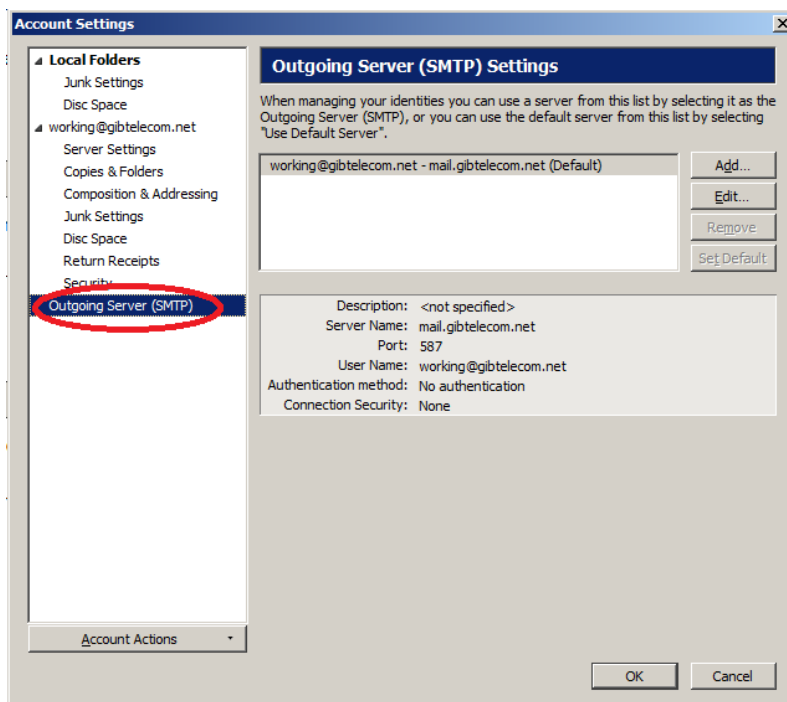 Account Settings
Local Folders
Junk Settings
Disc Space
working@gibtelecom.net
Server Settings
Copies & Folders
Composition & Addressing
Junk Settings
Disc Space
Return Receipts
Security
Outgoing Server (SMTP)
Account Actions
Outgoing Server (SMTP) Settings
When managing your identities you can use a server from this list by selecting it as the
Outgoing Server (SMTP), or you can use the default server from this list by selecting
"Use Default Server".
working@gibtelecom.net - mail.gibtelecom.net (Default)
Add...
Edit...
Remove
Set Default
Description: <not specified>
Server Name: mail.gibtelecom.net
Port: 587
User Name: working@gibtelecom.net
Authentication method: No authentication
Connection Security: None
OK
Cancel